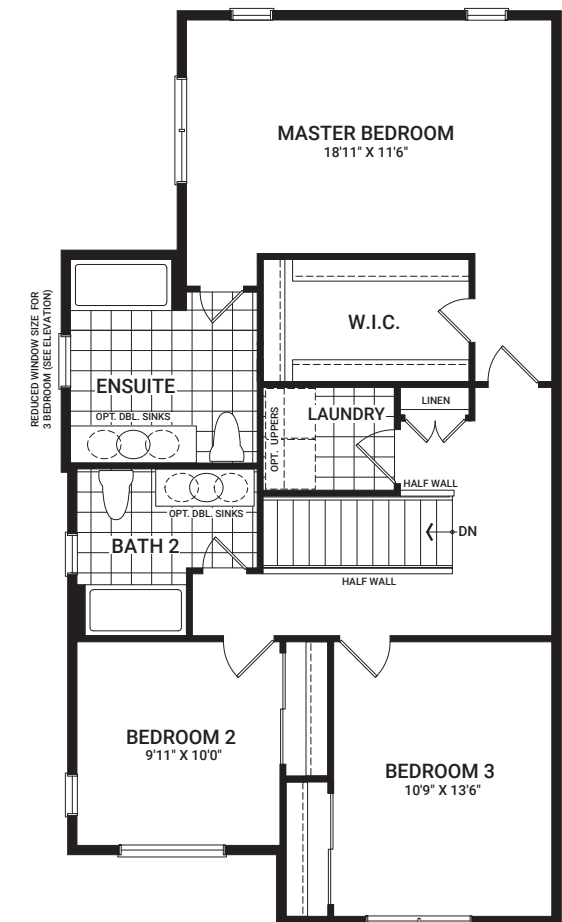 MASTER BEDROOM
18'11" X 11'6"
REDUCED WINDOW SIZE FOR
3 BEDROOM (SEE ELEVATION)
W.I.C.
ENSUITE
OPT. DBL. SINKS
OPT. UPPERS
LAUNDRY
LINEN
HALF WALL
OPT. DBL. SINKS
BATH 2
DN
HALF WALL
BEDROOM 2
9'11" X 10'0"
BEDROOM 3
10'9" X 13'6"